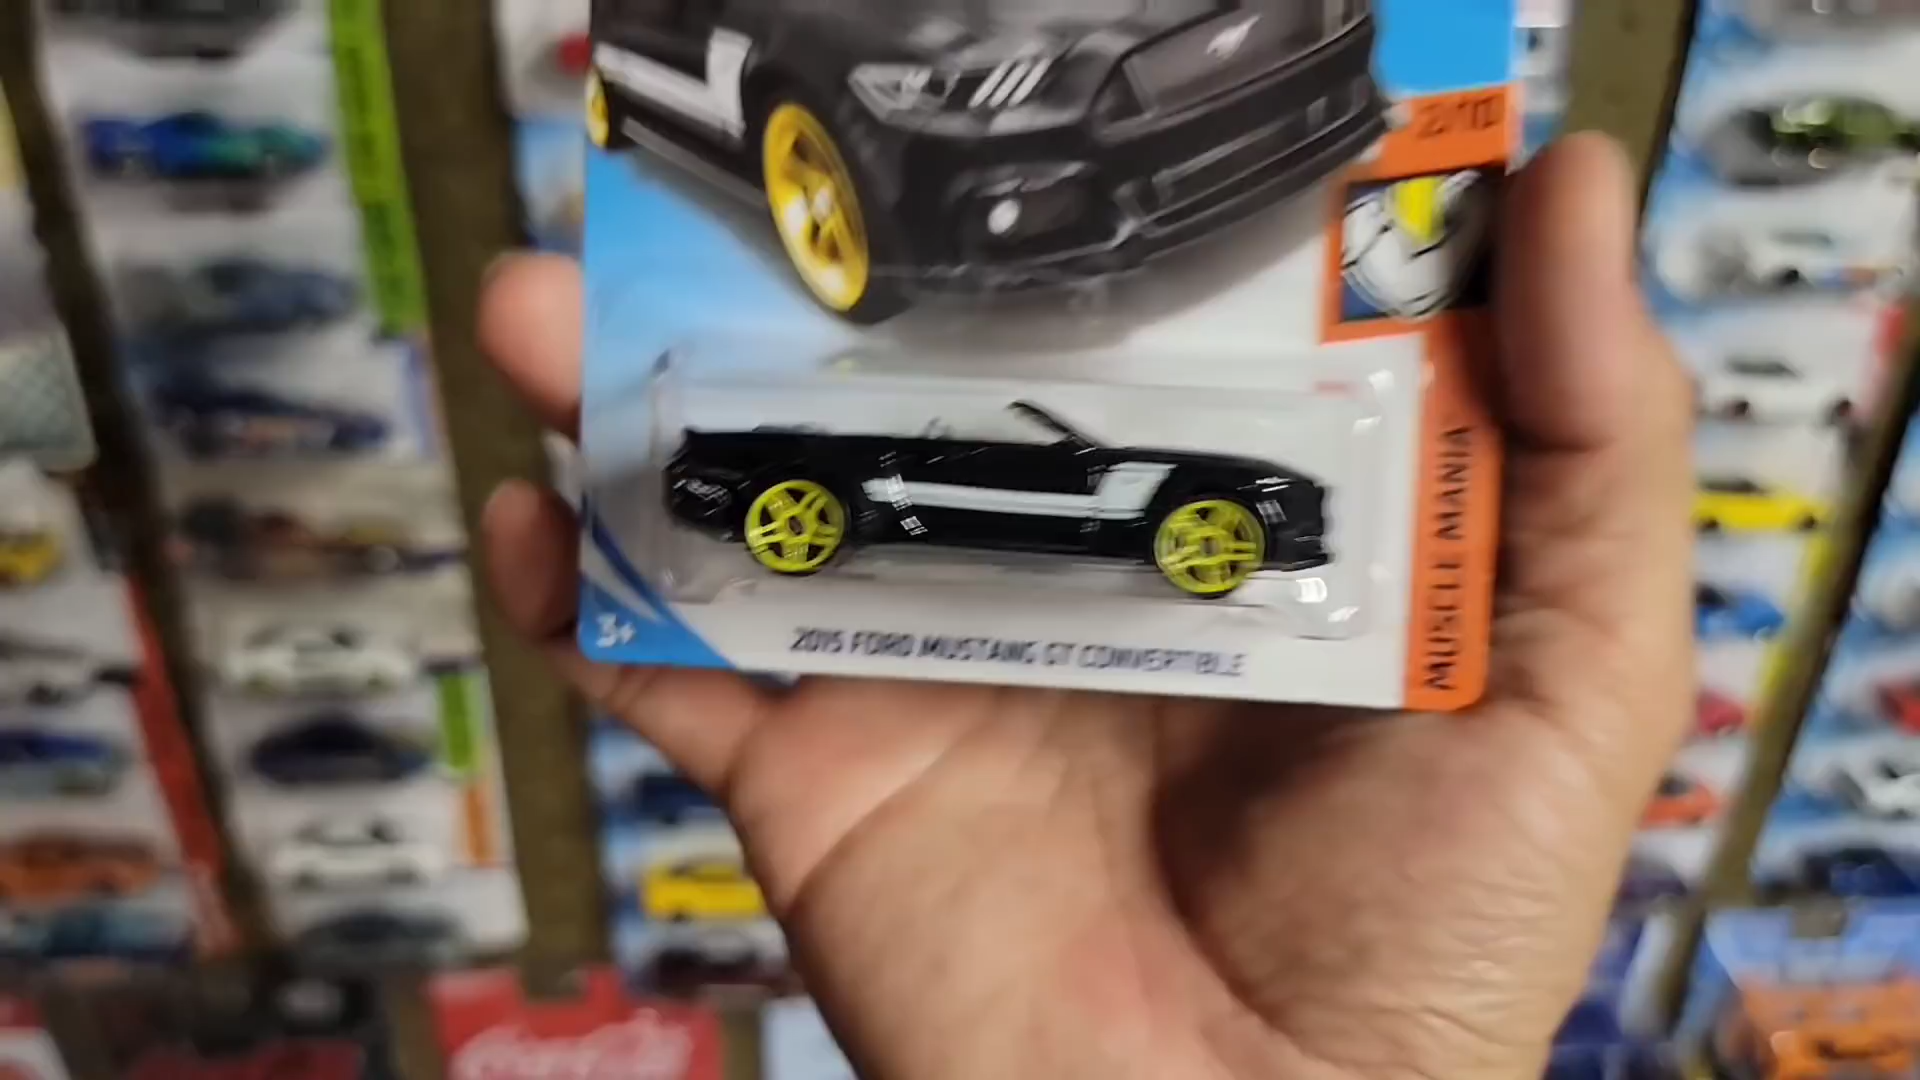 2/10
MUSCLE MANIA
3+
2015 FORD MUSTANG GT CONVERTIBLE
Coca-Cola